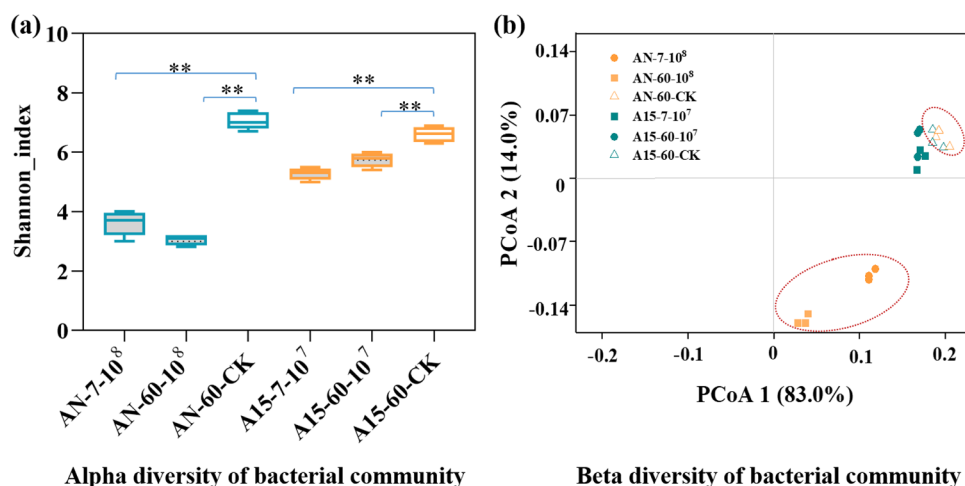 (a)
10
8
6
4
2
0
Shannon_index
**
**
**
**
AN-7-10⁸
AN-60-10⁸
AN-60-CK
A15-7-10⁷
A15-60-10⁷
A15-60-CK
Alpha diversity of bacterial community
(b)
0.14
0.07
0
-0.07
-0.14
PCoA 2 (14.0%)
AN-7-10⁸
AN-60-10⁸
AN-60-CK
A15-7-10⁷
A15-60-10⁷
A15-60-CK
-0.2
-0.1
0
0.1
0.2
PCoA 1 (83.0%)
Beta diversity of bacterial community